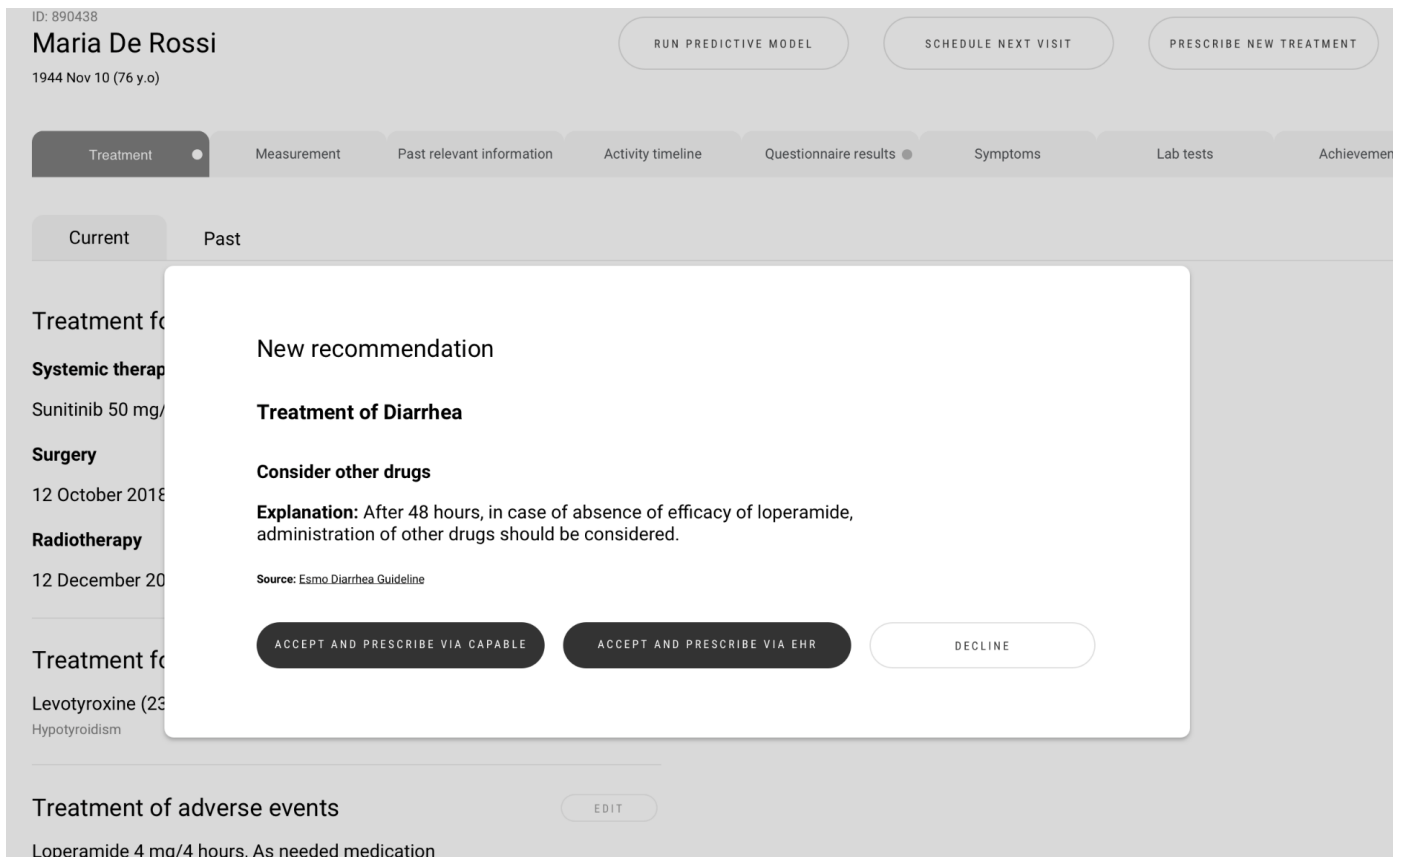 ID: 890438
Maria De Rossi
1944 Nov 10 (76 y.o)
RUN PREDICTIVE MODEL
SCHEDULE NEXT VISIT
PRESCRIBE NEW TREATMENT
Treatment
Measurement
Past relevant information
Activity timeline
Questionnaire results
Symptoms
Lab tests
Achievemen
Current
Past
Treatment fo
Systemic therap
Sunitinib 50 mg/
Surgery
12 October 2018
Radiotherapy
12 December 20
Treatment fo
Levotyroxine (23
Hypotyroidism
Treatment of adverse events
EDIT
Loperamide 4 mg/4 hours, As needed medication
New recommendation
Treatment of Diarrhea
Consider other drugs
Explanation: After 48 hours, in case of absence of efficacy of loperamide,
administration of other drugs should be considered.
Source: Esmo Diarrhea Guideline
ACCEPT AND PRESCRIBE VIA CAPABLE
ACCEPT AND PRESCRIBE VIA EHR
DECLINE